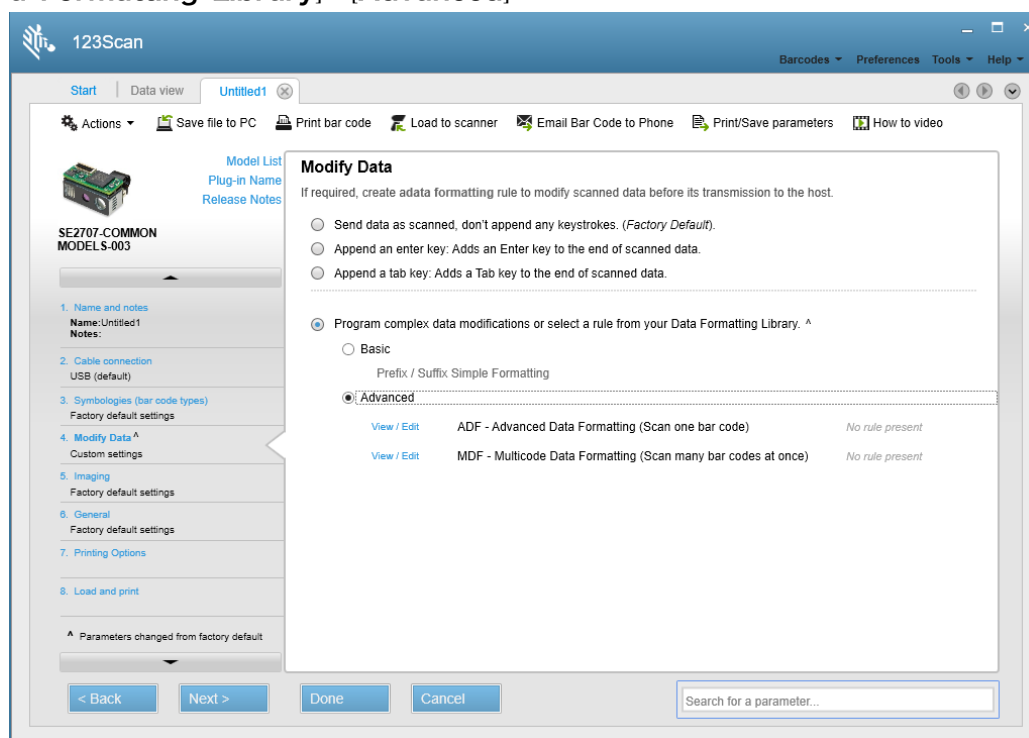 a Formatting Library] [Advanced]
123Scan
Barcodes Preferences Tools Help
Start Data view Untitled1
Actions Save file to PC Print bar code Load to scanner Email Bar Code to Phone Print/Save parameters How to video
Model List
Plug-in Name
Release Notes
SE2707-COMMON
MODELS-003
1. Name and notes
Name:Untitled1
Notes:
2. Cable connection
USB (default)
3. Symbologies (bar code types)
Factory default settings
4. Modify Data ^
Custom settings
5. Imaging
Factory default settings
6. General
Factory default settings
7. Printing Options
8. Load and print
^ Parameters changed from factory default
Modify Data
If required, create adata formatting rule to modify scanned data before its transmission to the host.
Send data as scanned, don't append any keystrokes. (Factory Default).
Append an enter key: Adds an Enter key to the end of scanned data.
Append a tab key: Adds a Tab key to the end of scanned data.
Program complex data modifications or select a rule from your Data Formatting Library. ^
Basic
Prefix / Suffix Simple Formatting
Advanced
View / Edit ADF - Advanced Data Formatting (Scan one bar code) No rule present
View / Edit MDF - Multicode Data Formatting (Scan many bar codes at once) No rule present
< Back Next > Done Cancel Search for a parameter...